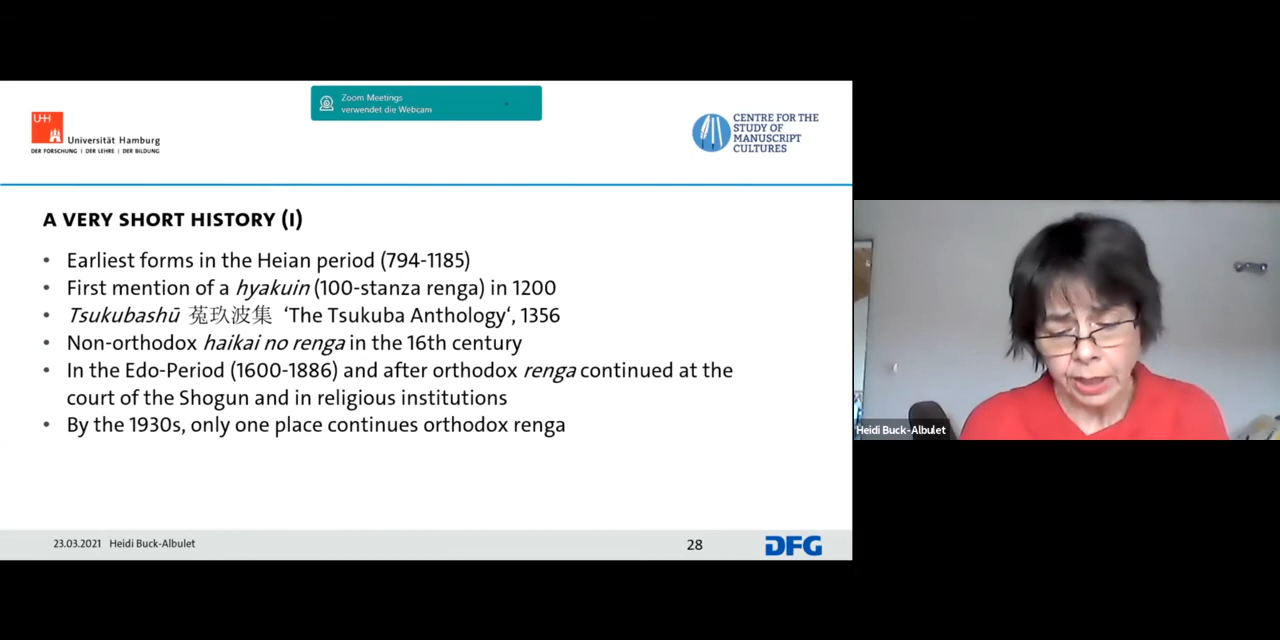 Zoom Meetings
verwendet die Webcam
UH
Universität Hamburg
DER FORSCHUNG | DER LEHRE | DER BILDUNG
CENTRE FOR THE
STUDY OF
MANUSCRIPT
CULTURES
A VERY SHORT HISTORY (I)
• Earliest forms in the Heian period (794-1185)
• First mention of a hyakuin (100-stanza renga) in 1200
• Tsukubashū 菟玖波集 ‘The Tsukuba Anthology‘, 1356
• Non-orthodox haikai no renga in the 16th century
• In the Edo-Period (1600-1886) and after orthodox renga continued at the
court of the Shogun and in religious institutions
• By the 1930s, only one place continues orthodox renga
Heidi Buck-Albulet
23.03.2021 Heidi Buck-Albulet
28
DFG